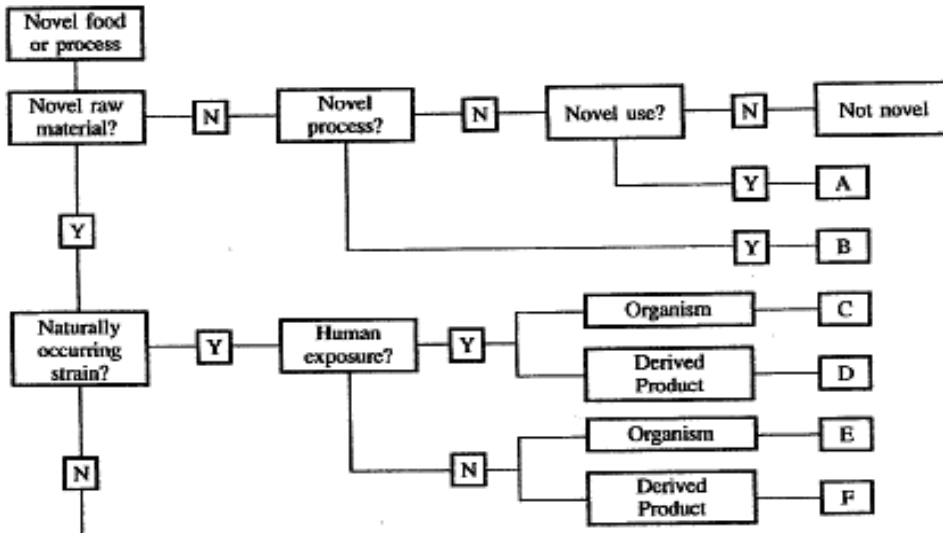 Novel food
or process
Novel raw
material?
N
Novel
process?
N
Novel use?
N
Not novel
Y
A
Y
Y
B
Naturally
occurring
strain?
Y
Human
exposure?
Y
Organism
C
Derived
Product
D
N
N
Organism
E
Derived
Product
F